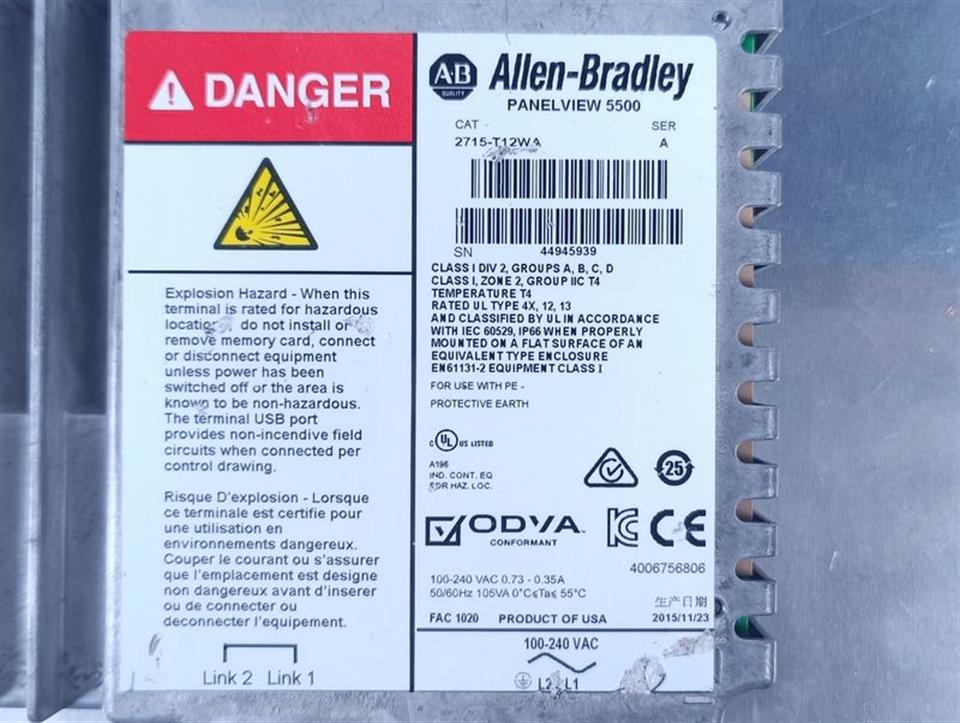 DANGER
Explosion Hazard - When this
terminal is rated for hazardous
do not install or
remove memory card, connect
or disconnect equipment
unless power has been
switched off or the area is
known to be non-hazardous.
The terminal USB port
provides non-incendive field
circuits when connected per
control drawing.
Risque D'explosion - Lorsque
ce terminale est certifie pour
une utilisation en
environnements dangereux.
Couper le courant ou s'assurer
que l'emplacement est designe
non dangereux avant d'inserer
ou de connecter ou
deconnecter l'equipement.
Link 2 Link 1
A-B
QUALITY
Allen-Bradley
PANELVIEW 5500
CAT SER
2715-T12WA A
SN 44945939
CLASS I DIV 2, GROUPS A, B, C, D
CLASS I, ZONE 2, GROUP IIC T4
TEMPERATURE T4
RATED UL TYPE 4X, 12, 13
AND CLASSIFIED BY UL IN ACCORDANCE
WITH IEC 60529, IP66 WHEN PROPERLY
MOUNTED ON A FLAT SURFACE OF AN
EQUIVALENT TYPE ENCLOSURE
EN61131-2 EQUIPMENT CLASS I
FOR USE WITH PE -
PROTECTIVE EARTH
C UL US LISTED
A196
IND. CONT. EQ
FOR HAZ. LOC.
25
ODVA
CONFORMANT
CE
4006756806
100-240 VAC 0.73 - 0.35A
50/60Hz 105VA 0°C≤Ta≤ 55°C
生产日期
FAC 1020 PRODUCT OF USA 2015/11/23
100-240 VAC
L2 L1